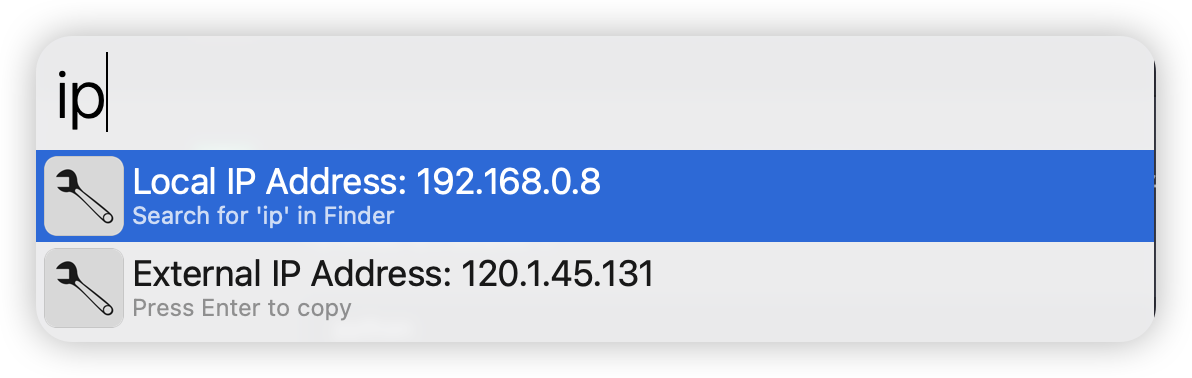 ip
Local IP Address: 192.168.0.8
Search for 'ip' in Finder
External IP Address: 120.1.45.131
Press Enter to copy